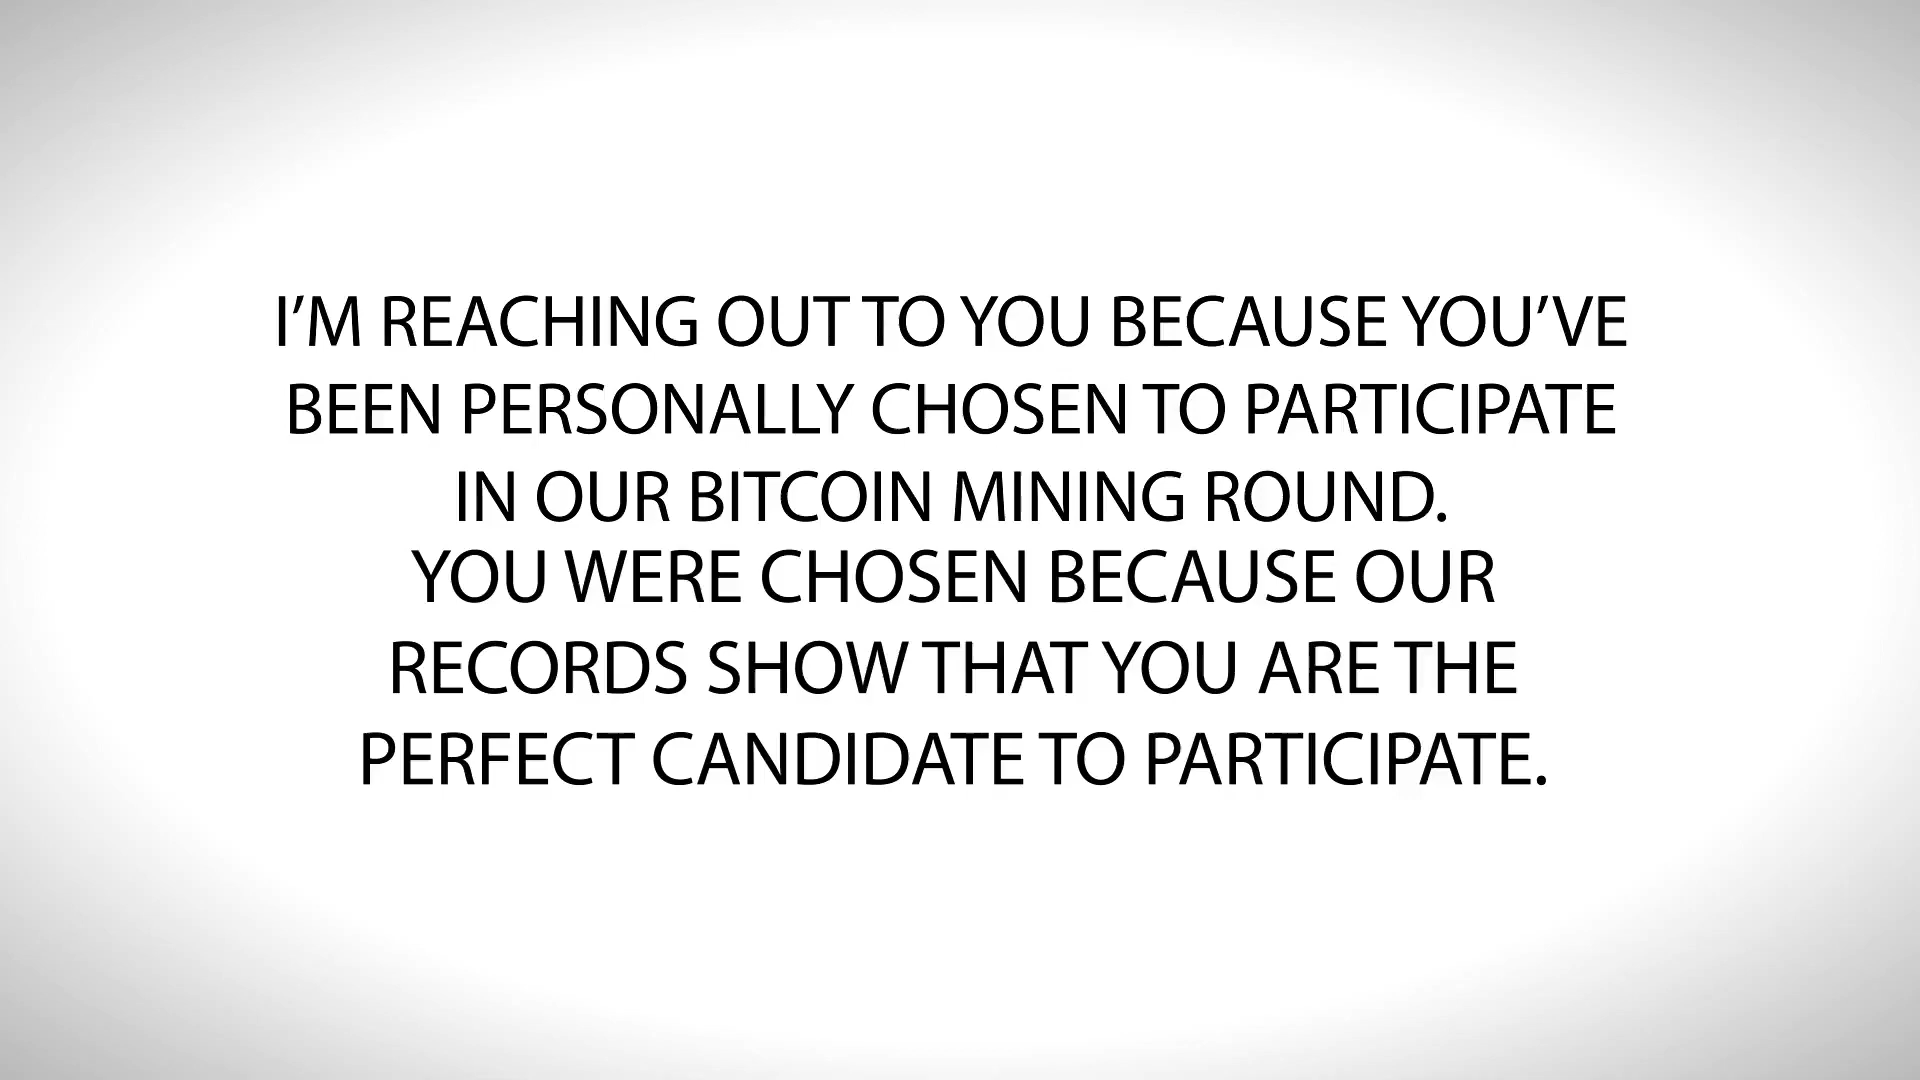 I’M REACHING OUT TO YOU BECAUSE YOU’VE
BEEN PERSONALLY CHOSEN TO PARTICIPATE
IN OUR BITCOIN MINING ROUND.
YOU WERE CHOSEN BECAUSE OUR
RECORDS SHOW THAT YOU ARE THE
PERFECT CANDIDATE TO PARTICIPATE.